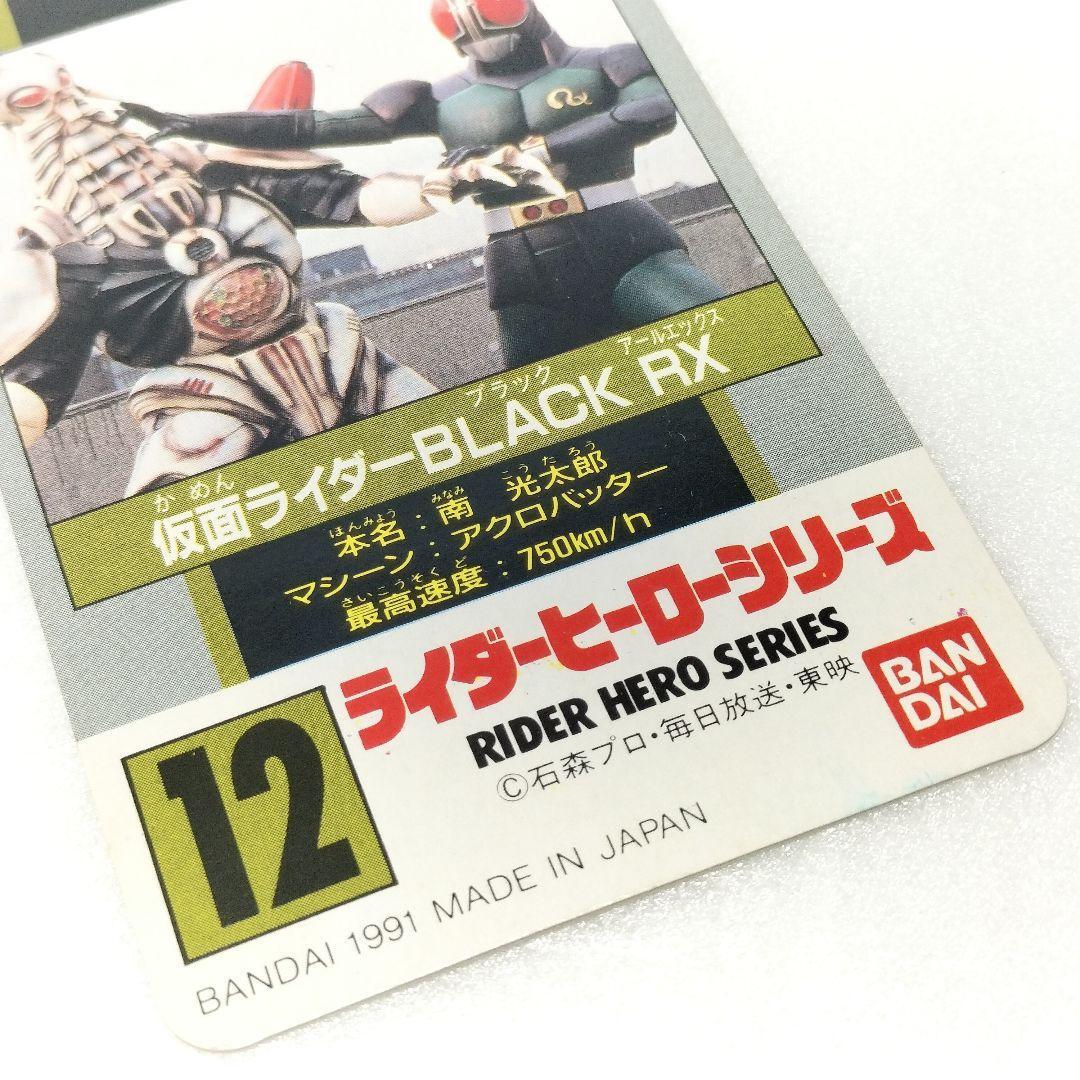 ブラック アールエックス
かめん
仮面ライダーBLACK RX
ほんみょう みなみ こうたろう
本名：南 光太郎
マシーン：アクロバッター
さいこうそくど
最高速度：750km/h
ライダーヒーローシリーズ
RIDER HERO SERIES
©石森プロ・毎日放送・東映
BAN
DAI
12
BANDAI 1991 MADE IN JAPAN